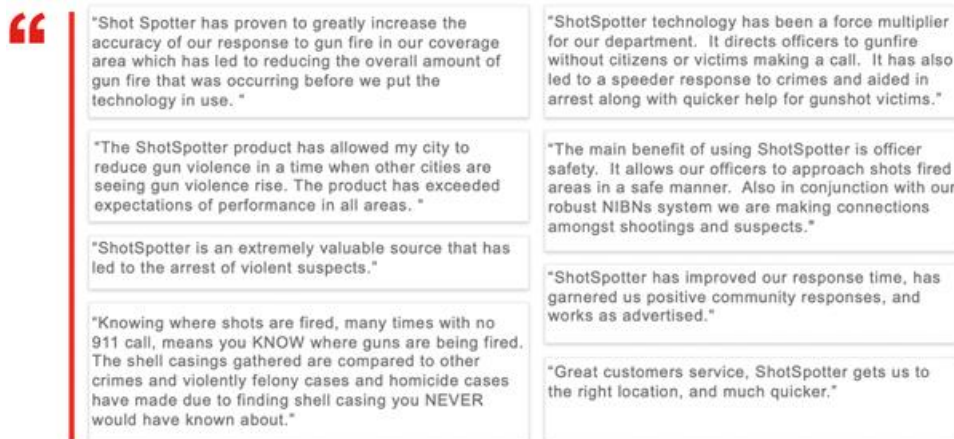 "Shot Spotter has proven to greatly increase the
accuracy of our response to gun fire in our coverage
area which has led to reducing the overall amount of
gun fire that was occurring before we put the
technology in use. "
"The ShotSpotter product has allowed my city to
reduce gun violence in a time when other cities are
seeing gun violence rise. The product has exceeded
expectations of performance in all areas. "
"ShotSpotter is an extremely valuable source that has
led to the arrest of violent suspects."
"Knowing where shots are fired, many times with no
911 call, means you KNOW where guns are being fired.
The shell casings gathered are compared to other
crimes and violently felony cases and homicide cases
have made due to finding shell casing you NEVER
would have known about."
"ShotSpotter technology has been a force multiplier
for our department. It directs officers to gunfire
without citizens or victims making a call. It has also
led to a speeder response to crimes and aided in
arrest along with quicker help for gunshot victims."
"The main benefit of using ShotSpotter is officer
safety. It allows our officers to approach shots fired
areas in a safe manner. Also in conjunction with our
robust NIBNs system we are making connections
amongst shootings and suspects."
"ShotSpotter has improved our response time, has
garnered us positive community responses, and
works as advertised."
"Great customers service, ShotSpotter gets us to
the right location, and much quicker."